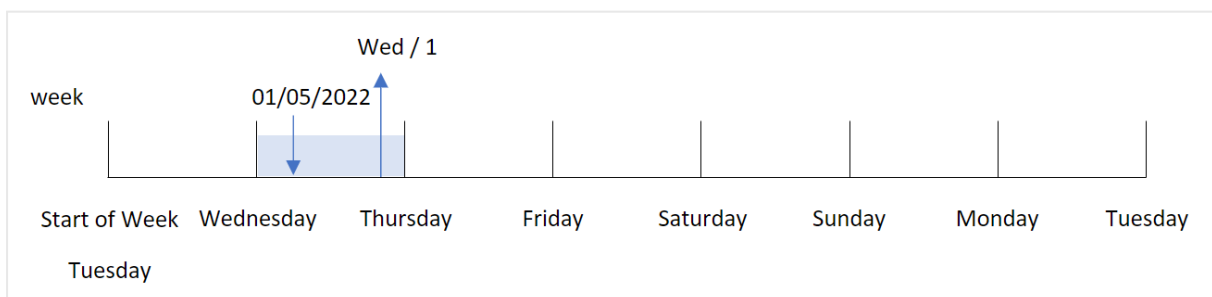 Wed / 1
week 01/05/2022
Start of Week Wednesday Thursday Friday Saturday Sunday Monday Tuesday
Tuesday